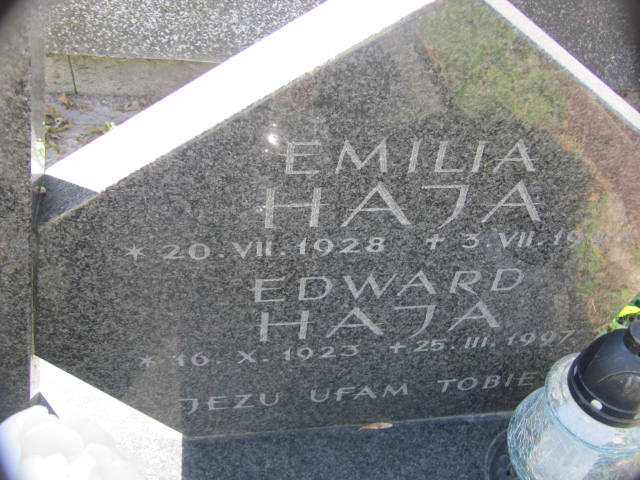 EMILIA
HAJA
* 20. VII. 1928 + 3. VII.
EDWARD
HAJA
* 16. X. 1923 + 25. III. 1997.
JEZU UFAM TOBIE